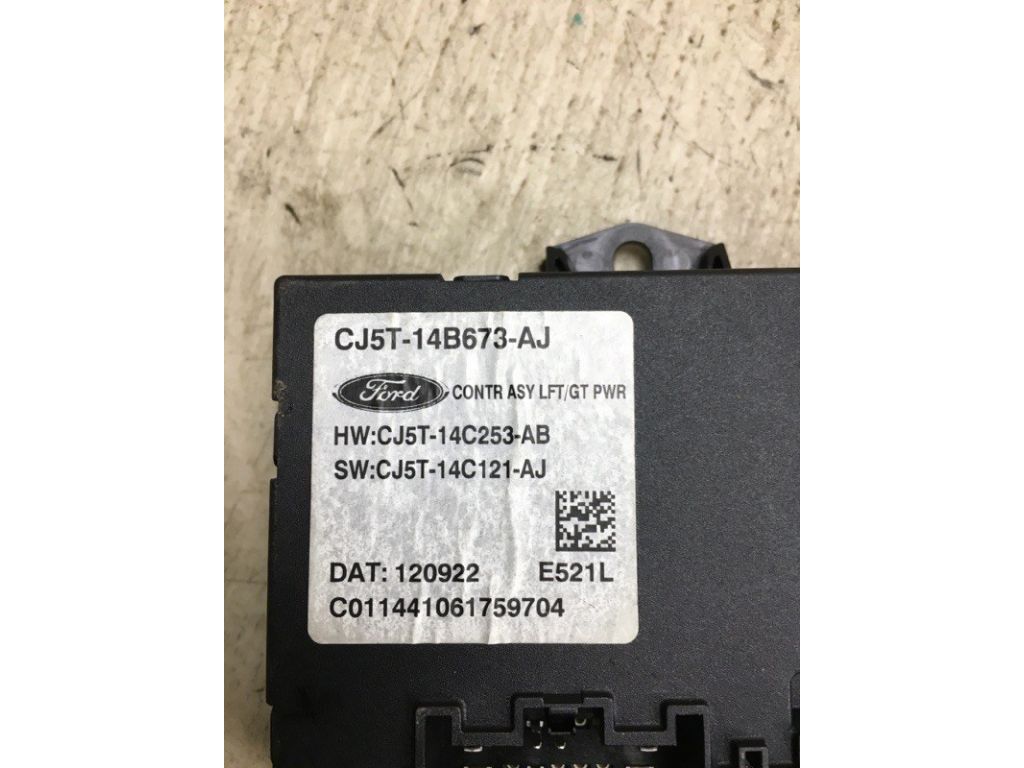 CJ5T-14B673-AJ
Ford CONTR ASY LFT/GT PWR
HW:CJ5T-14C253-AB
SW:CJ5T-14C121-AJ
DAT: 120922 E521L
C011441061759704